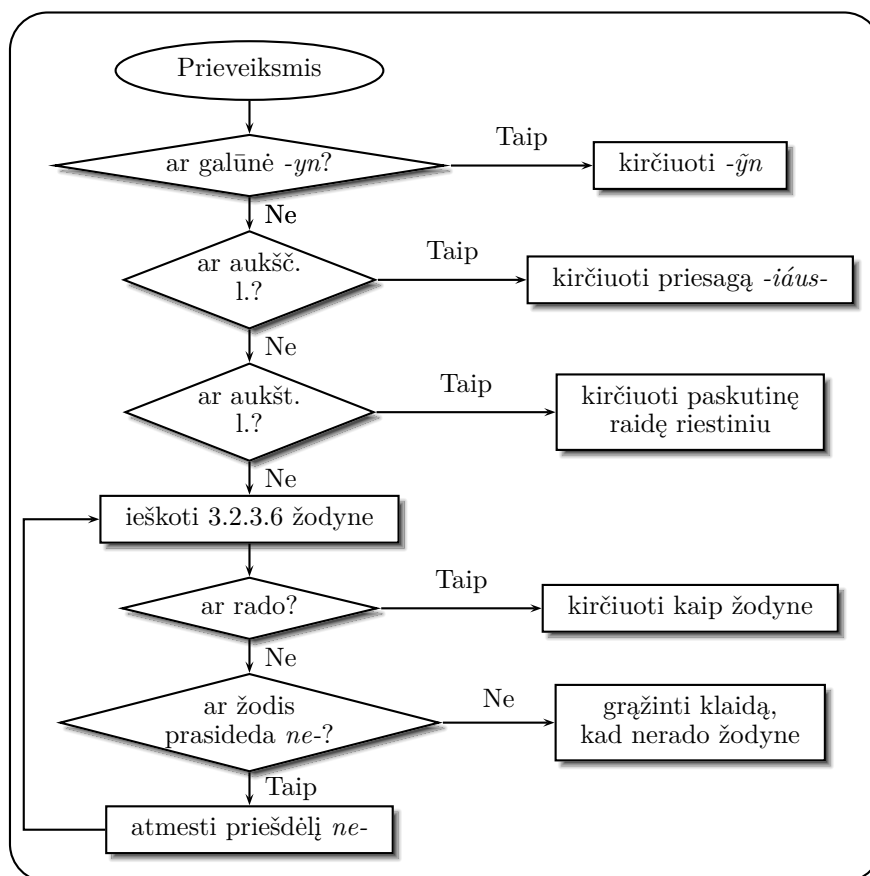 Prieveiksmis
ar galūnė -yn?
Taip
kirčiuoti -ỹn
Ne
ar aukšč.
l.?
Taip
kirčiuoti priesagą -iáus-
Ne
ar aukšt.
l.?
Taip
kirčiuoti paskutinę
raidę riestiniu
Ne
ieškoti 3.2.3.6 žodyne
ar rado?
Taip
kirčiuoti kaip žodyne
Ne
ar žodis
prasideda ne-?
Ne
grąžinti klaidą,
kad nerado žodyne
Taip
atmesti priešdėlį ne-